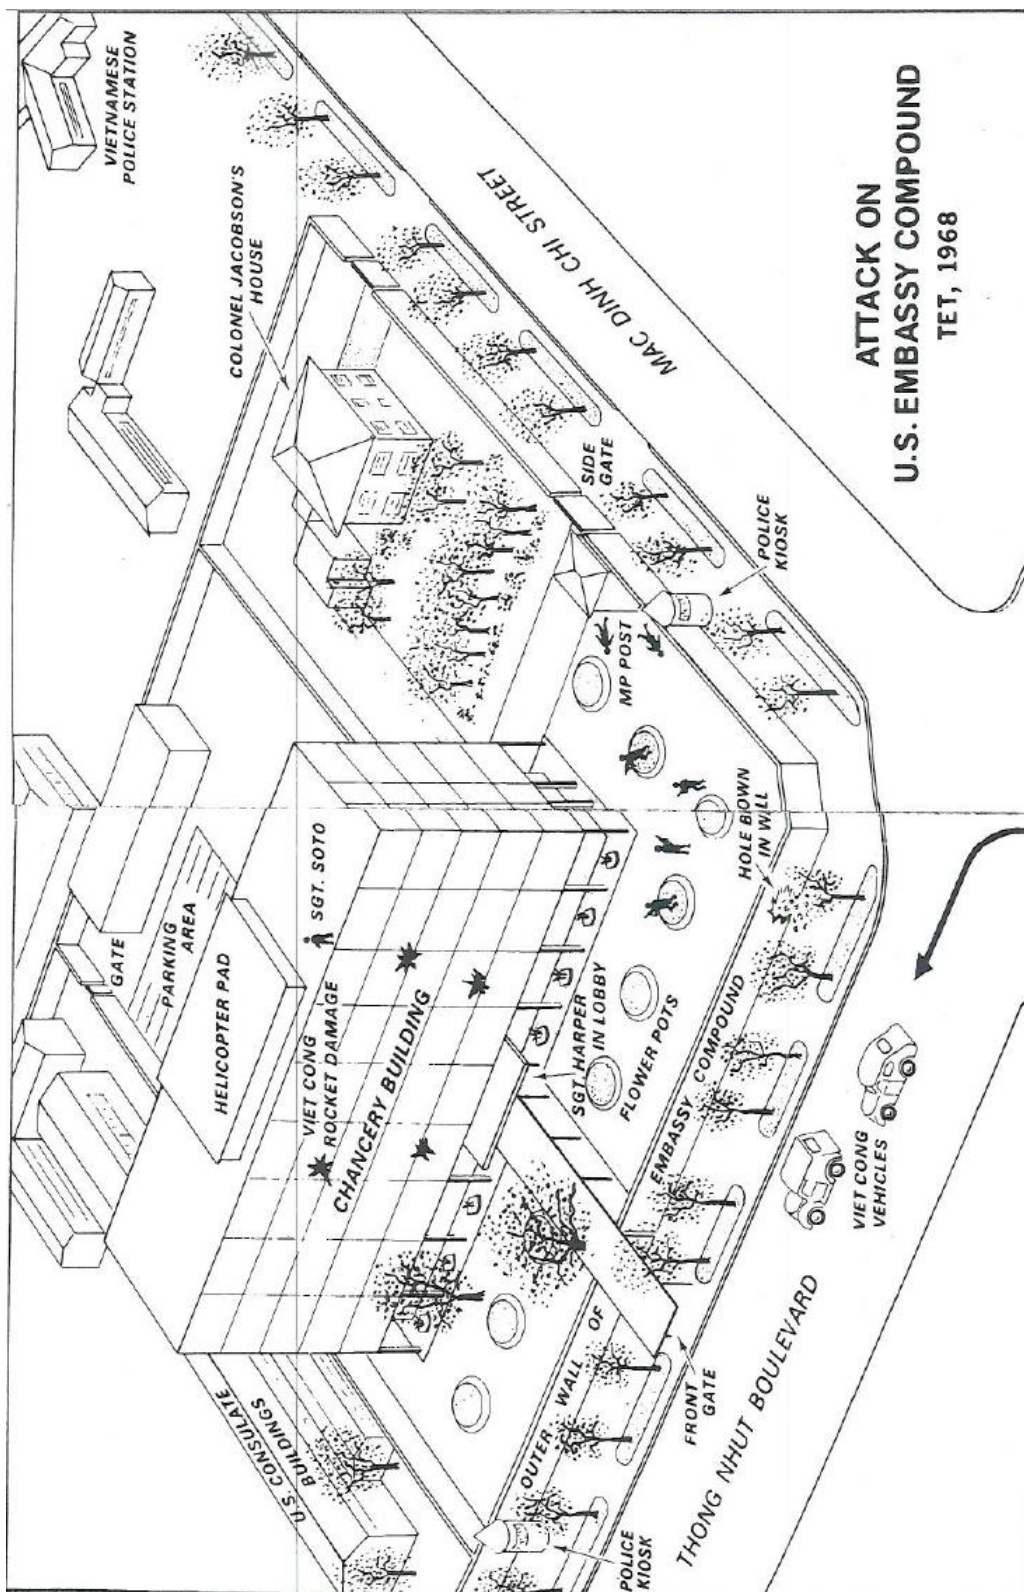 VIETNAMESE
POLICE STATION
COLONEL JACOBSON'S
HOUSE
MAC DINH CHI STREET
ATTACK ON
U.S. EMBASSY COMPOUND
TET, 1968
SIDE
GATE
POLICE
KIOSK
MP POST
HOLE BOWN
IN WILL
GATE
PARKING
AREA
HELICOPTER PAD
SGT. SOTO
VIET CONG
ROCKET DAMAGE
CHANCERY BUILDING
SGT. HARPER
IN LOBBY
FLOWER POTS
OUTER WALL OF EMBASSY COMPOUND
VIET CONG
VEHICLES
U.S. CONSULATE
BUILDINGS
FRONT
GATE
THONG NHUT BOULEVARD
POLICE
KIOSK